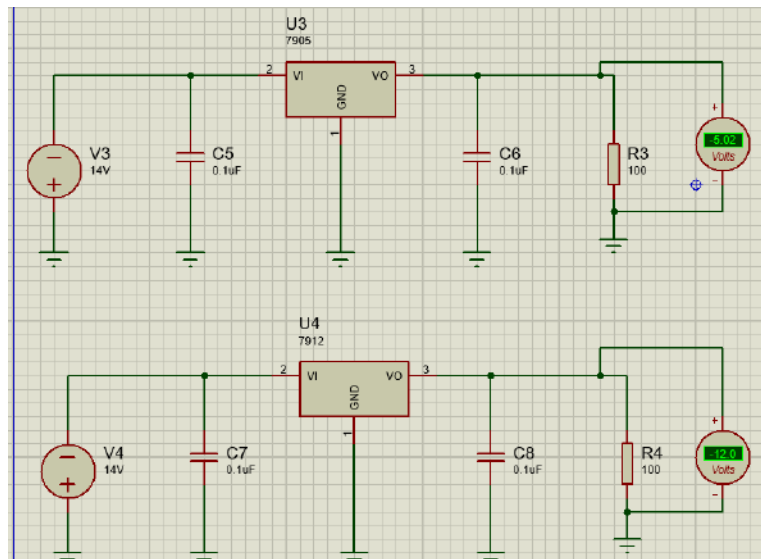 U3
7905
2 VI VO 3
GND
1
V3
14V
C5
0.1uF
C6
0.1uF
R3
100
+
-5.02
Volts
-
U4
7912
2 VI VO 3
GND
1
V4
14V
C7
0.1uF
C8
0.1uF
R4
100
+
-12.0
Volts
-